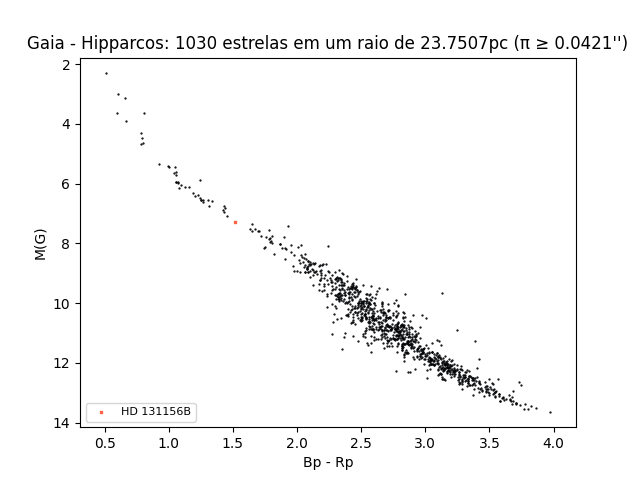 Gaia - Hipparcos: 1030 estrelas em um raio de 23.7507pc (π ≥ 0.0421'')
2
4
6
8
10
12
14
M(G)
HD 131156B
0.5 1.0 1.5 2.0 2.5 3.0 3.5 4.0
Bp - Rp